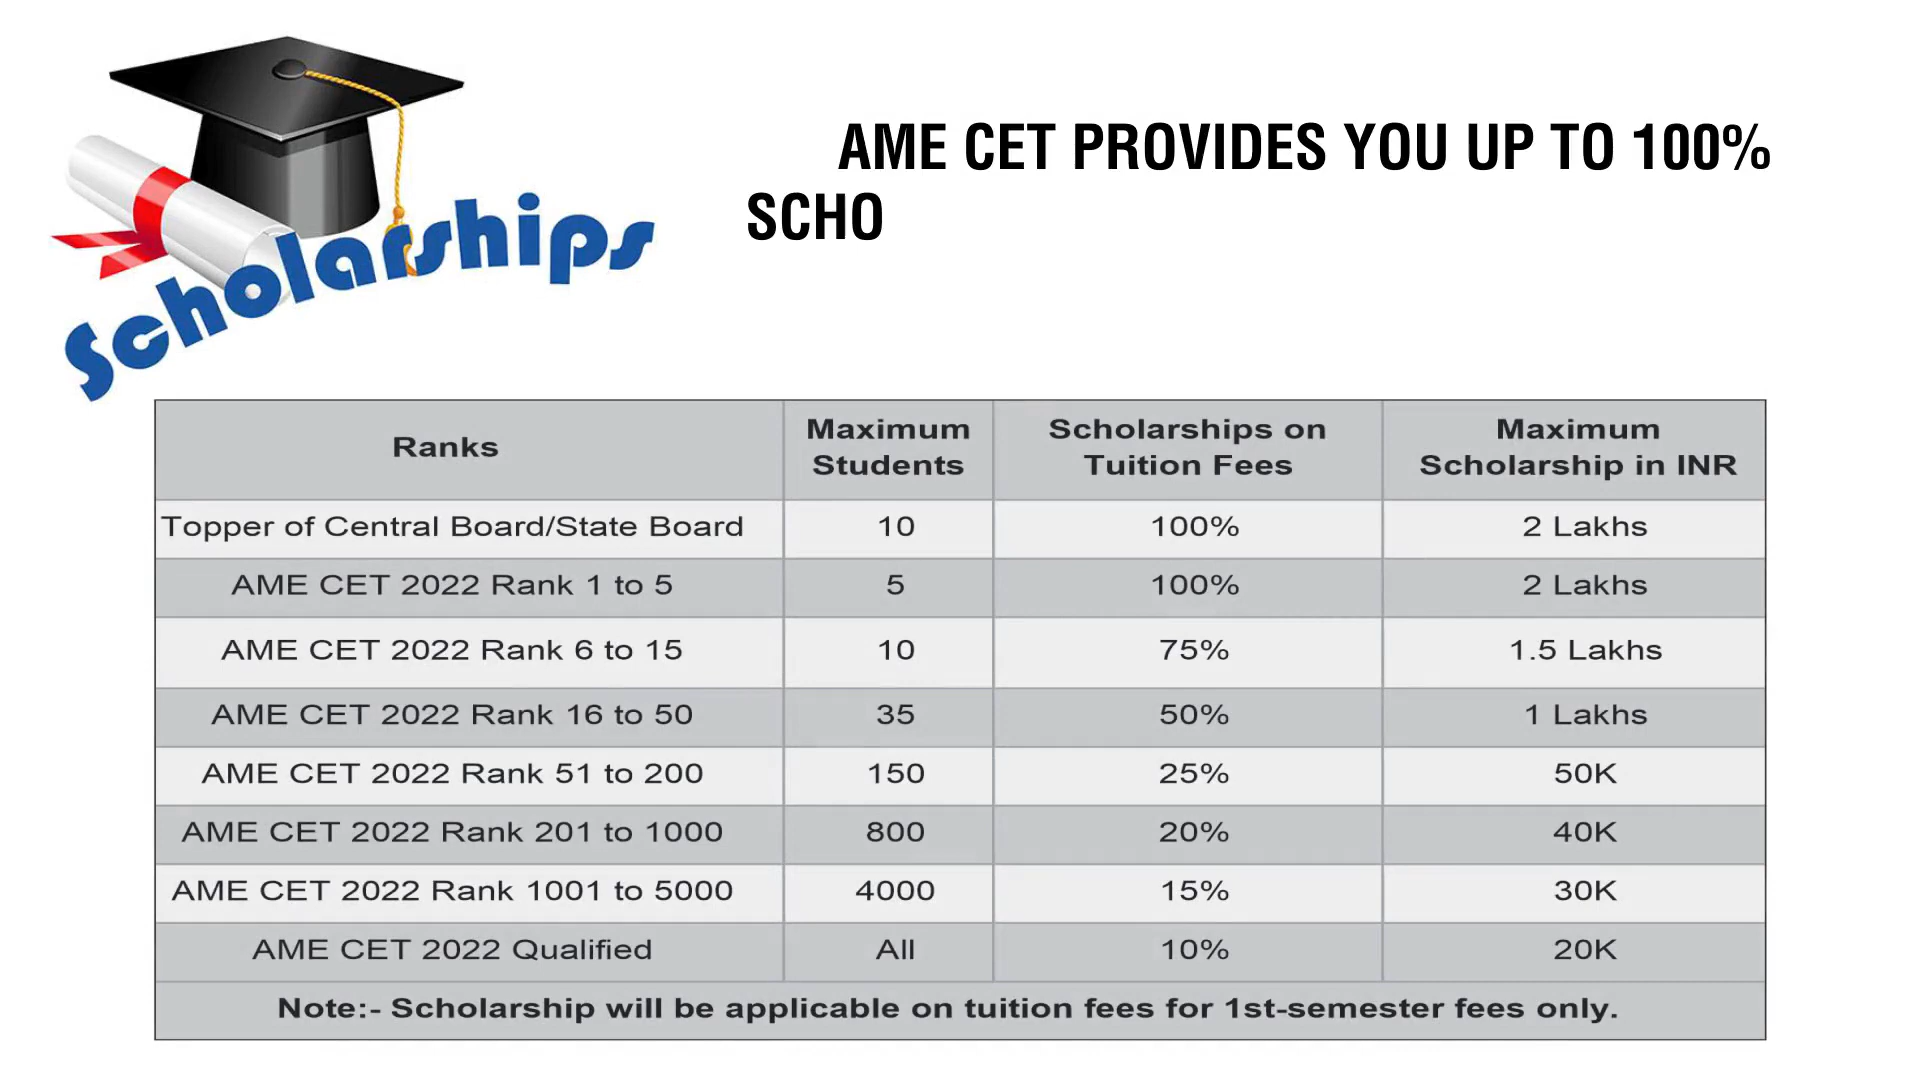 Scholarships
AME CET PROVIDES YOU UP TO 100%
SCHO
Ranks Maximum Students Scholarships on Tuition Fees Maximum Scholarship in INR
Topper of Central Board/State Board 10 100% 2 Lakhs
AME CET 2022 Rank 1 to 5 5 100% 2 Lakhs
AME CET 2022 Rank 6 to 15 10 75% 1.5 Lakhs
AME CET 2022 Rank 16 to 50 35 50% 1 Lakhs
AME CET 2022 Rank 51 to 200 150 25% 50K
AME CET 2022 Rank 201 to 1000 800 20% 40K
AME CET 2022 Rank 1001 to 5000 4000 15% 30K
AME CET 2022 Qualified All 10% 20K
Note:- Scholarship will be applicable on tuition fees for 1st-semester fees only.